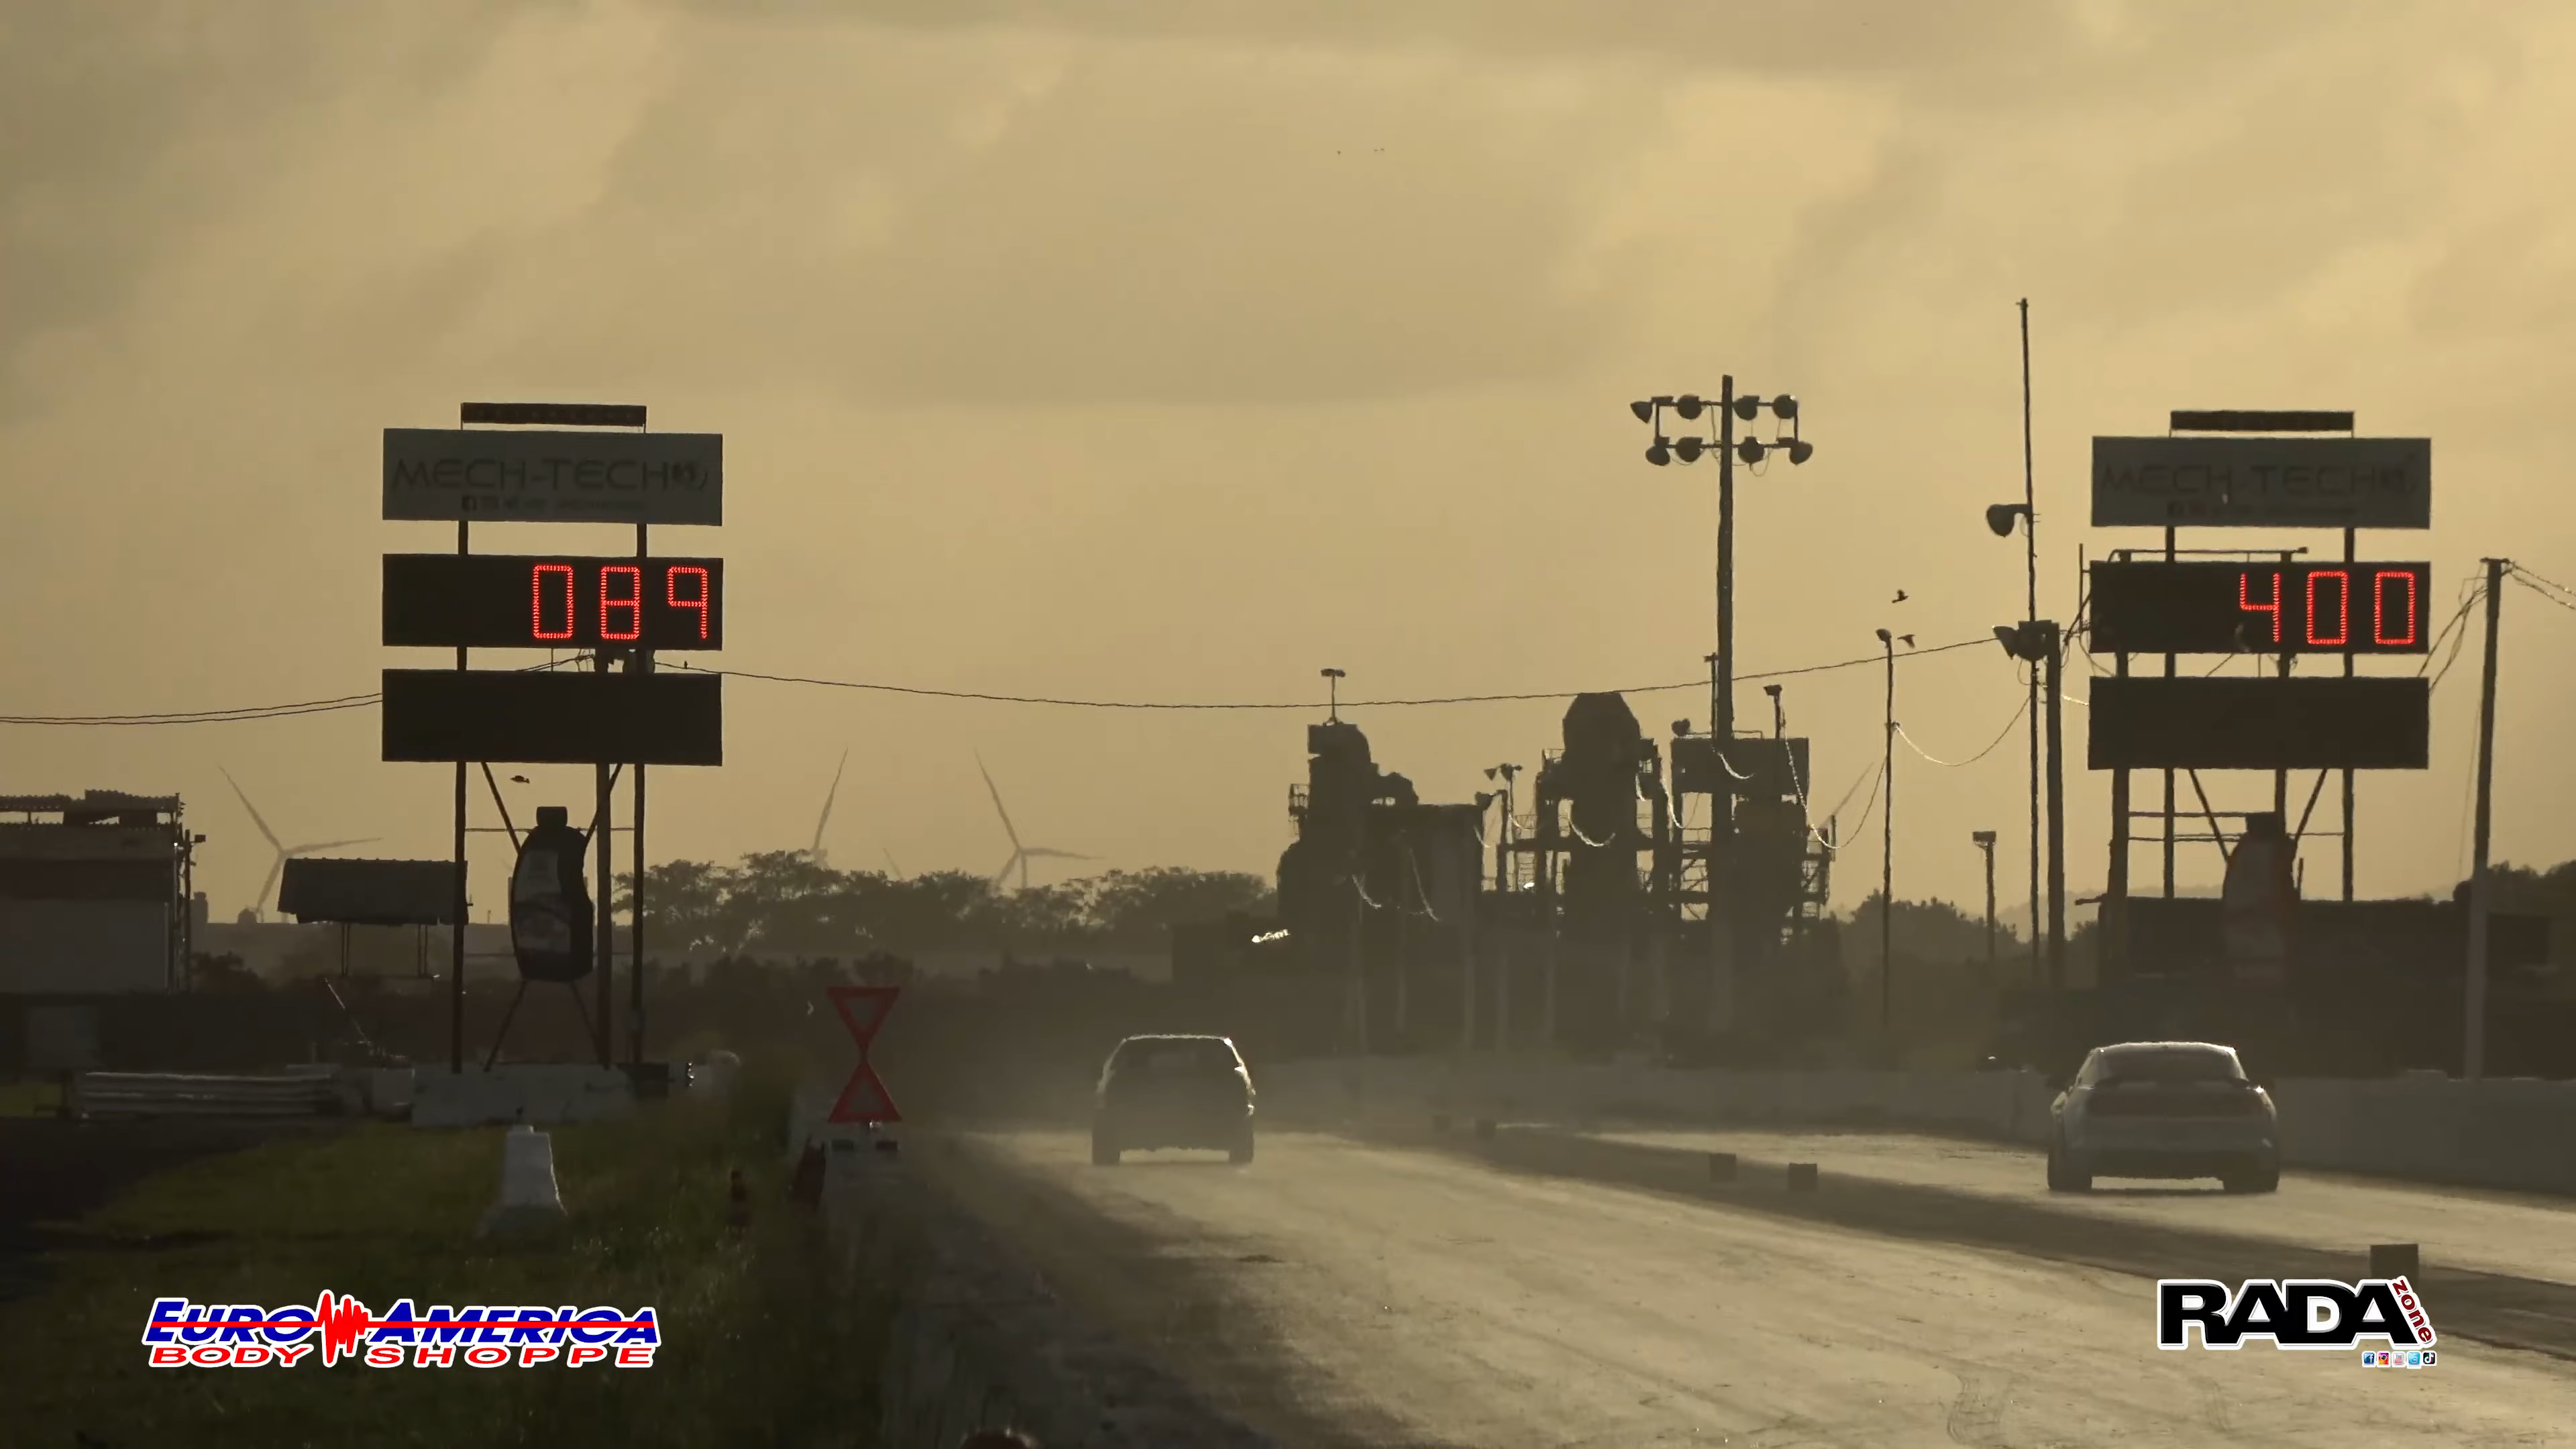 MECH-TECH
MECH-TECH
089
400
EURO AMERICA
BODY SHOPPE
RADA
zone